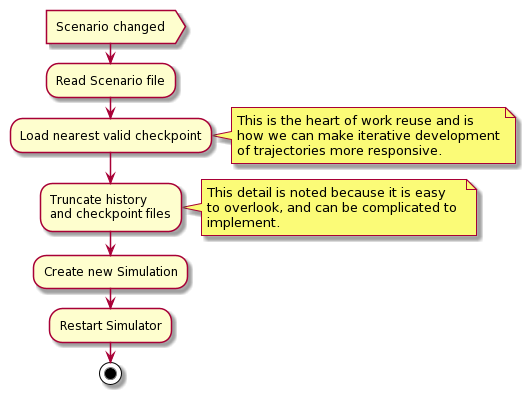 Scenario changed
Read Scenario file
Load nearest valid checkpoint
This is the heart of work reuse and is
how we can make iterative development
of trajectories more responsive.
Truncate history
and checkpoint files
This detail is noted because it is easy
to overlook, and can be complicated to
implement.
Create new Simulation
Restart Simulator